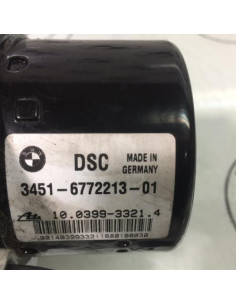 DSC
MADE IN
GERMANY
3451-6772213-01
10.0399-3321.4